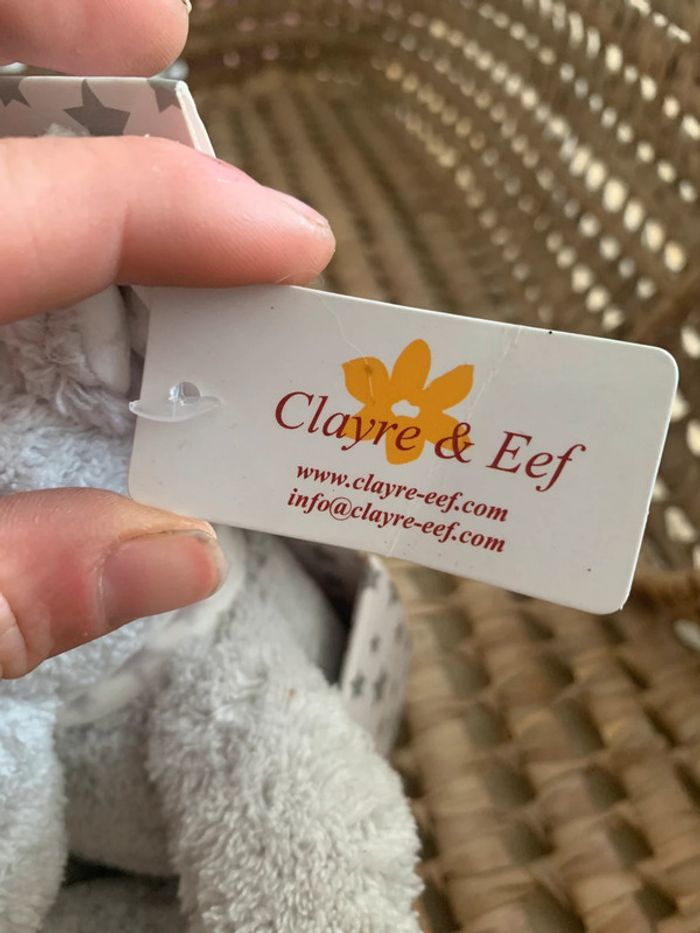 Clayre & Eef
www.clayre-eef.com
info@clayre-eef.com